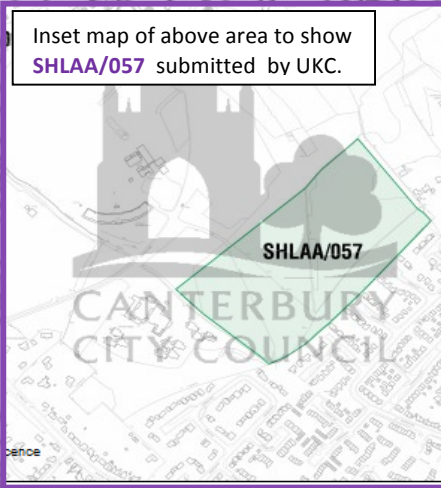 Inset map of above area to show
SHLAA/057 submitted by UKC.
SHLAA/057
CANTERBURY
CITY COUNCIL
cence